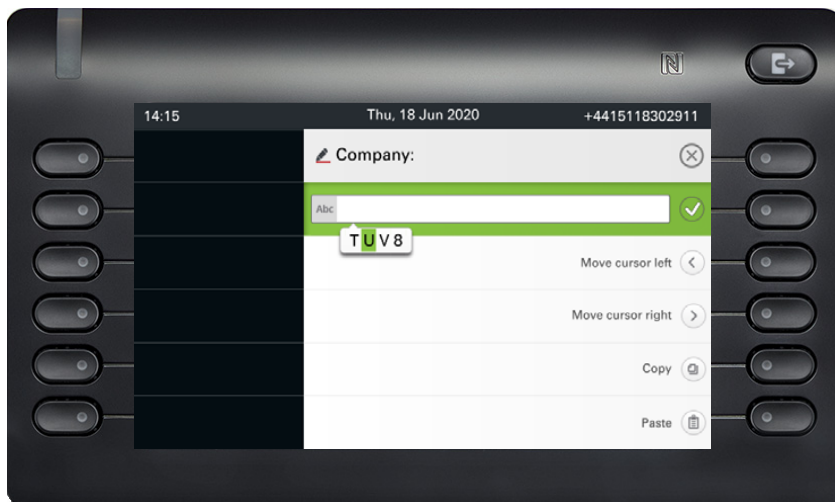 14:15 Thu, 18 Jun 2020 +4415118302911
Company:
Abc
T U V 8
Move cursor left
Move cursor right
Copy
Paste